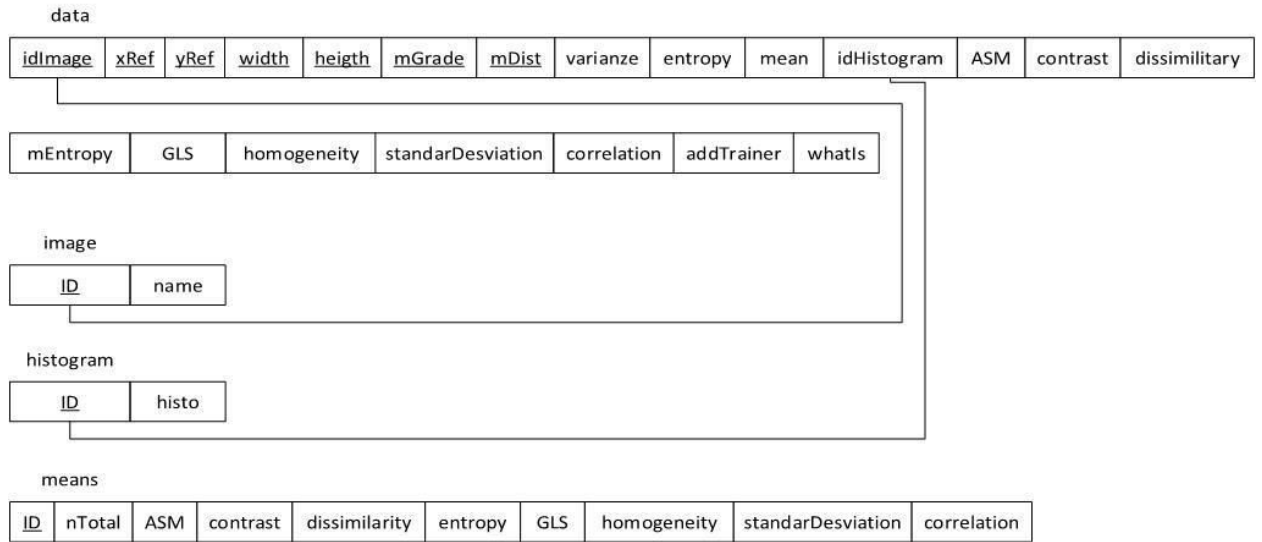 data
idImage xRef yRef width heigth mGrade mDist varianze entropy mean idHistogram ASM contrast dissimilitary
mEntropy GLS homogeneity standarDesviation correlation addTrainer whatIs
image
ID name
histogram
ID histo
means
ID nTotal ASM contrast dissimilarity entropy GLS homogeneity standarDesviation correlation